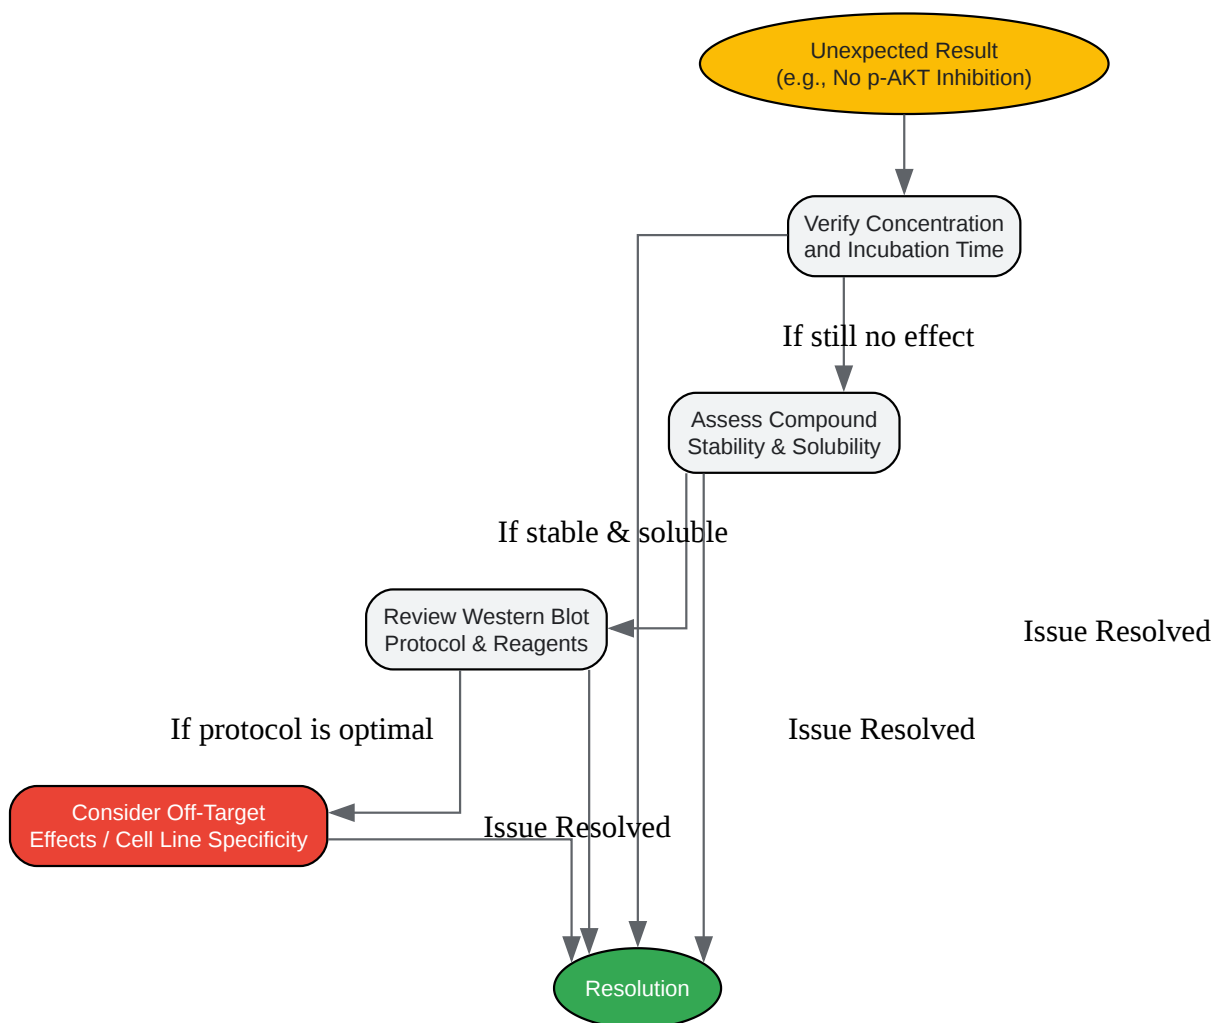 Unexpected Result
(e.g., No p-AKT Inhibition)
Verify Concentration
and Incubation Time
If still no effect
Assess Compound
Stability & Solubility
If stable & soluble
Review Western Blot
Protocol & Reagents
Issue Resolved
If protocol is optimal
Issue Resolved
Consider Off-Target
Effects / Cell Line Specificity
Issue Resolved
Resolution